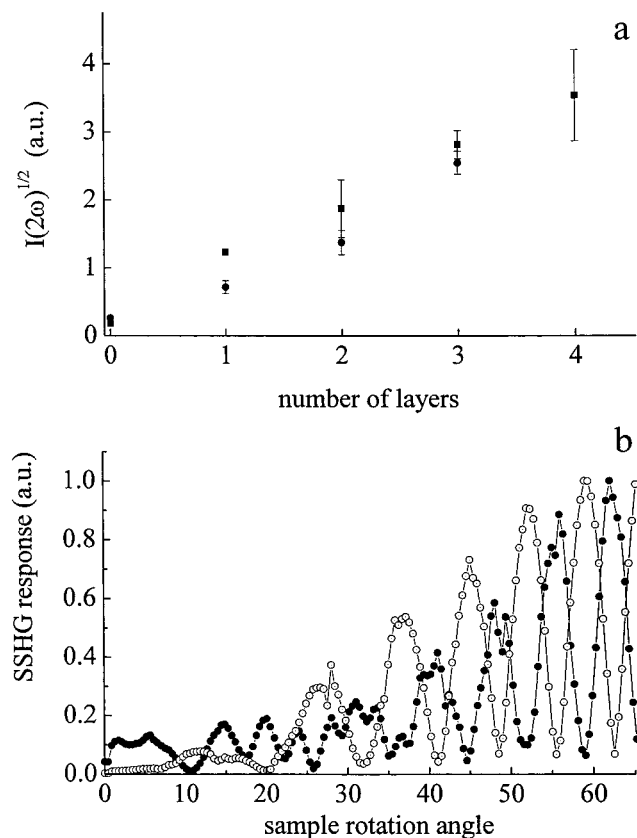 a
4
3
2
1
0
I(2ω)^1/2 (a.u.)
0 1 2 3 4
number of layers
b
1.0
0.8
0.6
0.4
0.2
0.0
SSHG response (a.u.)
0 10 20 30 40 50 60
sample rotation angle